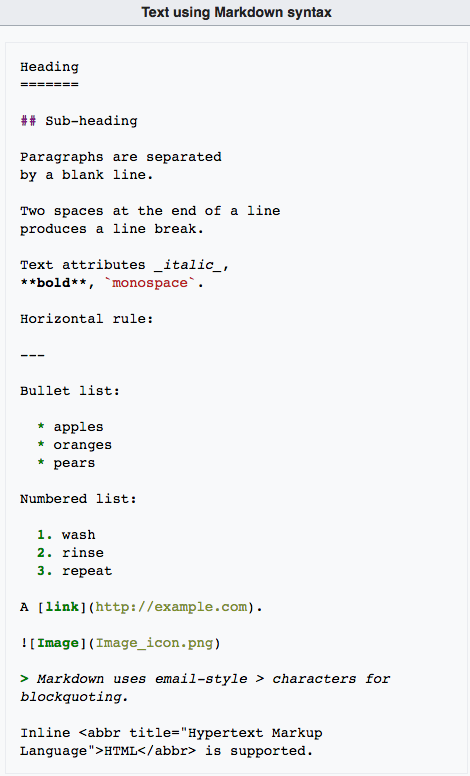 Text using Markdown syntax
Heading
=======
## Sub-heading
Paragraphs are separated
by a blank line.
Two spaces at the end of a line
produces a line break.
Text attributes _italic_,
**bold**, `monospace`.
Horizontal rule:
---
Bullet list:
  * apples
  * oranges
  * pears
Numbered list:
  1. wash
  2. rinse
  3. repeat
A [link](http://example.com).
![Image](Image_icon.png)
> Markdown uses email-style > characters for
blockquoting.
Inline <abbr title="Hypertext Markup
Language">HTML</abbr> is supported.